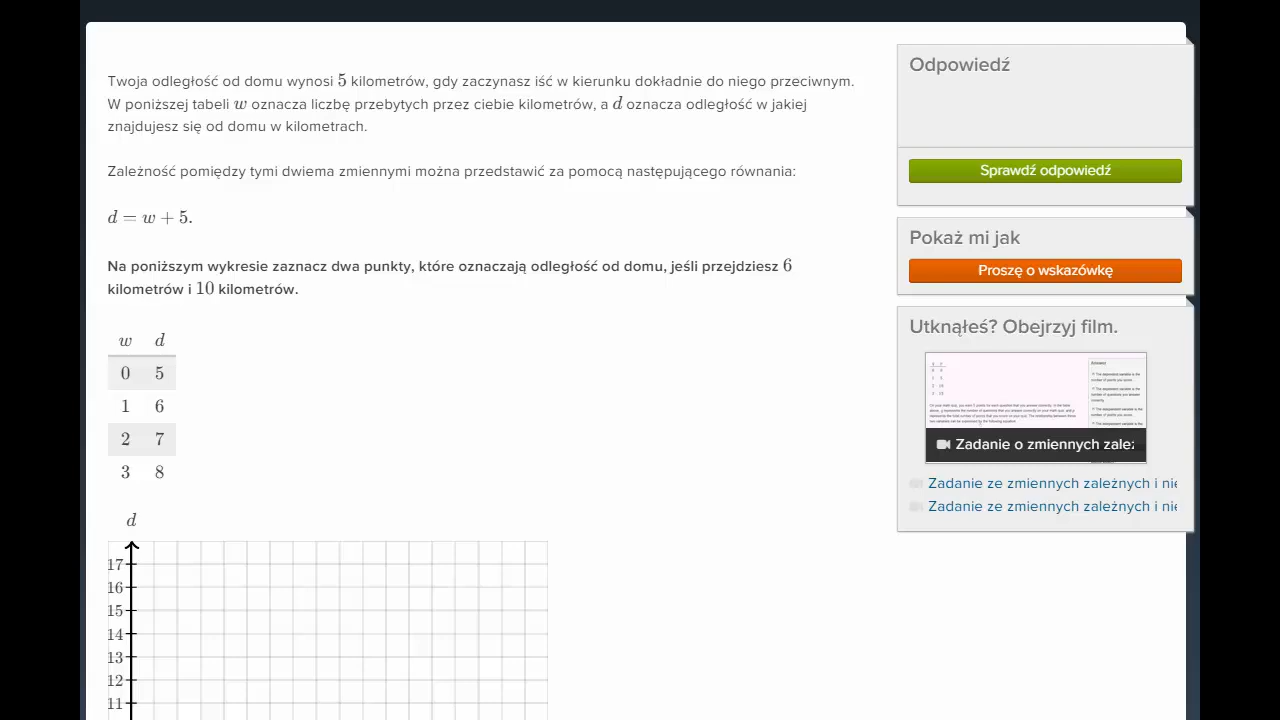 Twoja odległość od domu wynosi 5 kilometrów, gdy zaczynasz iść w kierunku dokładnie do niego przeciwnym.
W poniższej tabeli w oznacza liczbę przebytych przez ciebie kilometrów, a d oznacza odległość w jakiej
znajdujesz się od domu w kilometrach.
Zależność pomiędzy tymi dwiema zmiennymi można przedstawić za pomocą następującego równania:
d = w + 5.
Na poniższym wykresie zaznacz dwa punkty, które oznaczają odległość od domu, jeśli przejdziesz 6
kilometrów i 10 kilometrów.
w d
0 5
1 6
2 7
3 8
d
17
16
15
14
13
12
11
Odpowiedź
Sprawdź odpowiedź
Pokaż mi jak
Proszę o wskazówkę
Utknąłeś? Obejrzyj film.
Zadanie o zmiennych zale
Zadanie ze zmiennych zależnych i nie
Zadanie ze zmiennych zależnych i nie